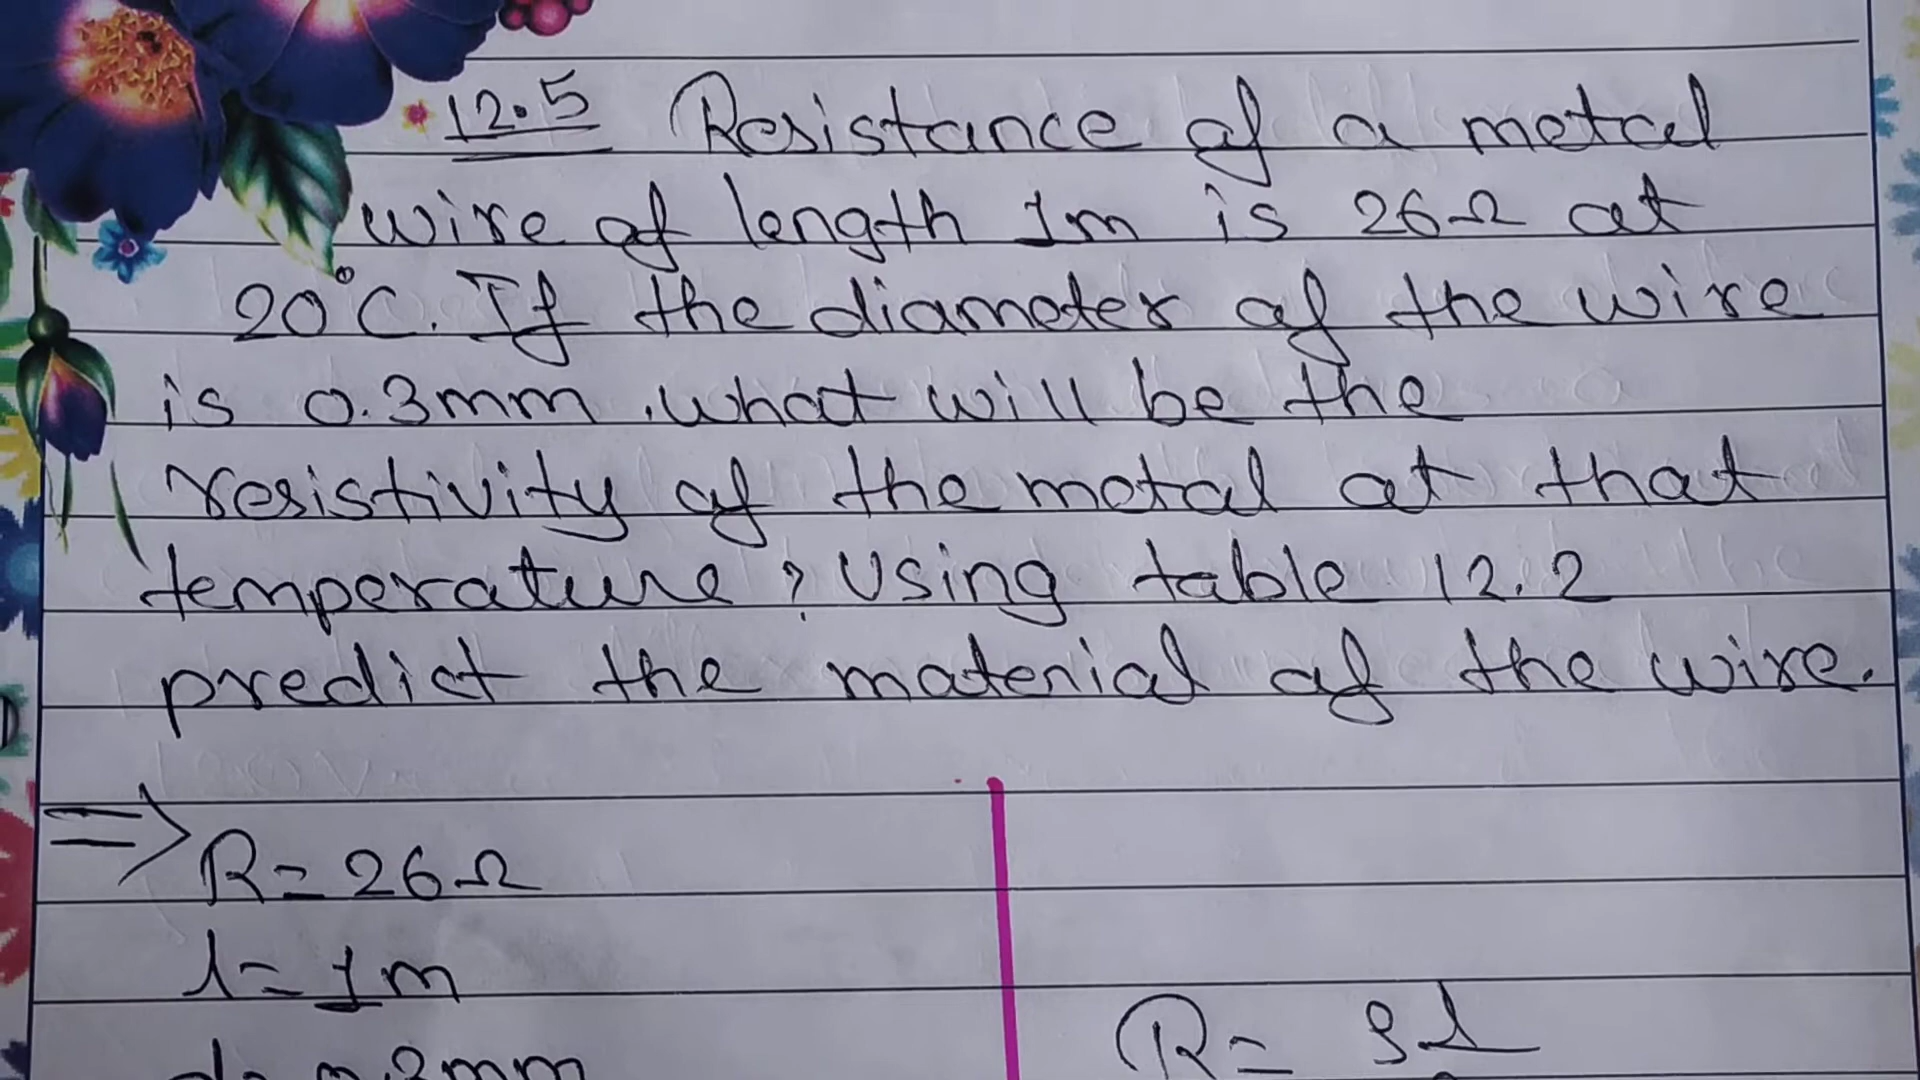 12.5 Resistance of a metal
wire of length 1m is 26Ω at
20°C. If the diameter of the wire
is 0.3mm, what will be the
resistivity of the metal at that
temperature? Using table 12.2
predict the material of the wire.
⇒ R = 26Ω
l = 1m
R = ρl
d = 0.3mm